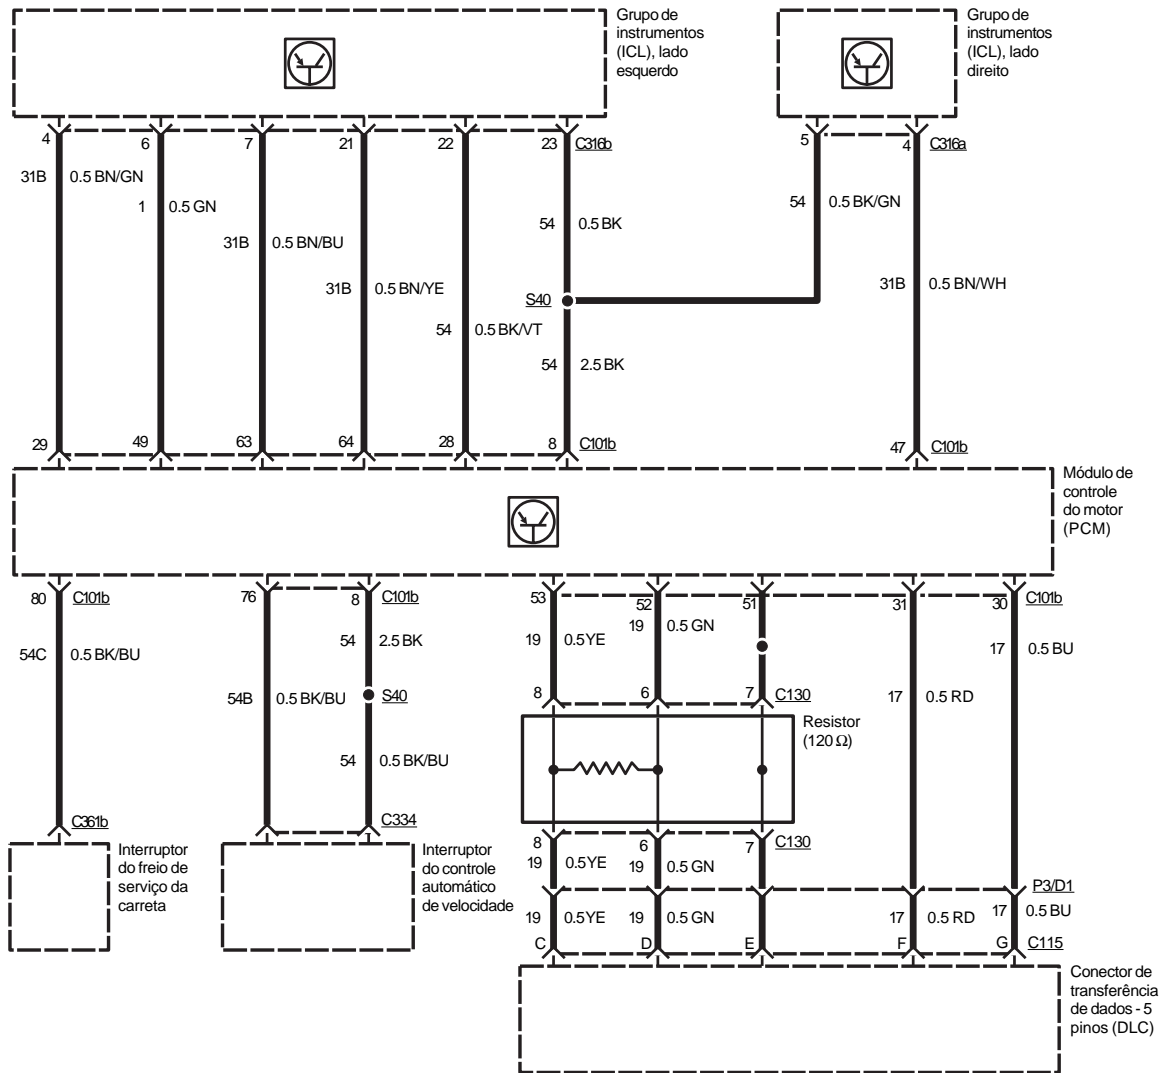 Grupo de
instrumentos
(ICL), lado
esquerdo
Grupo de
instrumentos
(ICL), lado
direito
4 6 7 21 22 23 C316b
5 4 C316a
31B 0.5 BN/GN
1 0.5 GN
31B 0.5 BN/BU
31B 0.5 BN/YE
54 0.5 BK/VT
54 0.5 BK
54 0.5 BK/GN
31B 0.5 BN/WH
S40
54 2.5 BK
29 49 63 64 28 8 C101b
47 C101b
Módulo de
controle
do motor
(PCM)
80 C101b
76 8 C101b
53 52 51 31 30 C101b
54C 0.5 BK/BU
54B 0.5 BK/BU
54 2.5 BK
S40
54 0.5 BK/BU
19 0.5 YE
19 0.5 GN
17 0.5 RD
17 0.5 BU
8 6 7 C130
Resistor
(120 Ω)
C361b
C334
Interruptor
do freio de
serviço da
carreta
Interruptor
do controle
automático
de velocidade
8 6 7 C130
19 0.5 YE
19 0.5 GN
P3/D1
19 0.5 YE
19 0.5 GN
17 0.5 RD
17 0.5 BU
C D E F G C115
Conector de
transferência
de dados - 5
pinos (DLC)